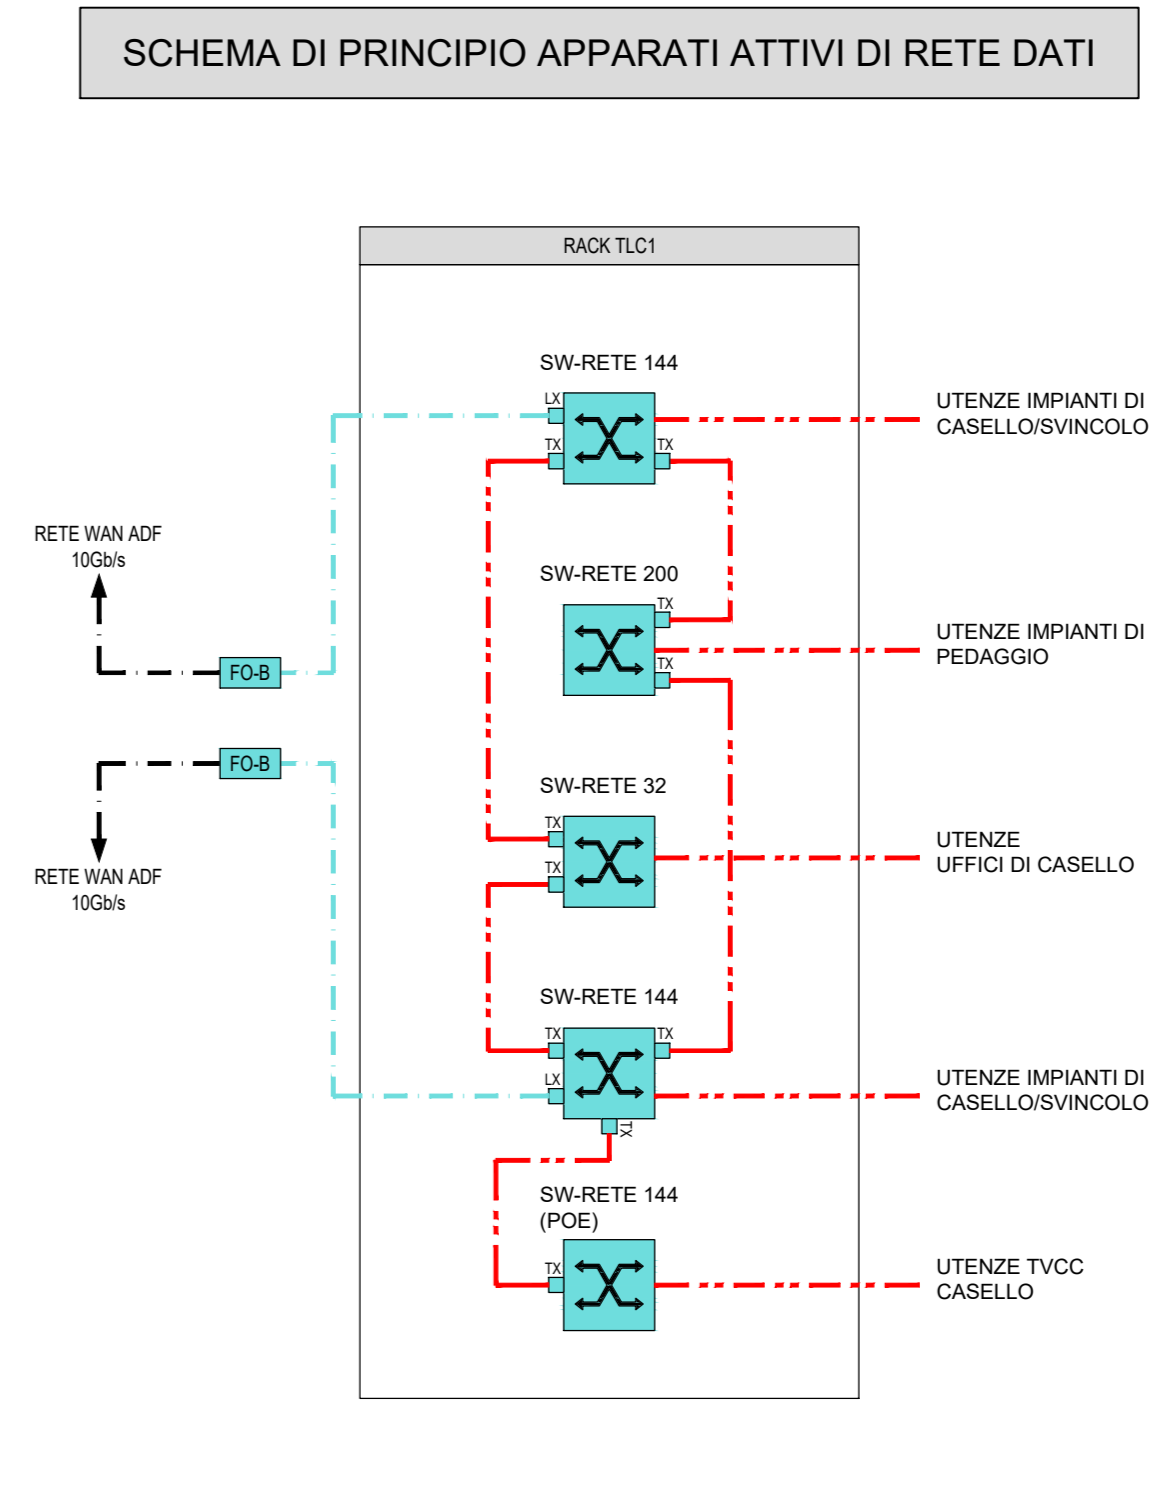 SCHEMA DI PRINCIPIO APPARATI ATTIVI DI RETE DATI
RACK TLC1
SW-RETE 144
LX
TX
TX
UTENZE IMPIANTI DI
CASELLO/SVINCOLO
RETE WAN ADF
10Gb/s
FO-B
SW-RETE 200
TX
TX
UTENZE IMPIANTI DI
PEDAGGIO
FO-B
RETE WAN ADF
10Gb/s
SW-RETE 32
TX
TX
UTENZE
UFFICI DI CASELLO
SW-RETE 144
TX
TX
LX
TX
UTENZE IMPIANTI DI
CASELLO/SVINCOLO
SW-RETE 144
(POE)
TX
UTENZE TVCC
CASELLO